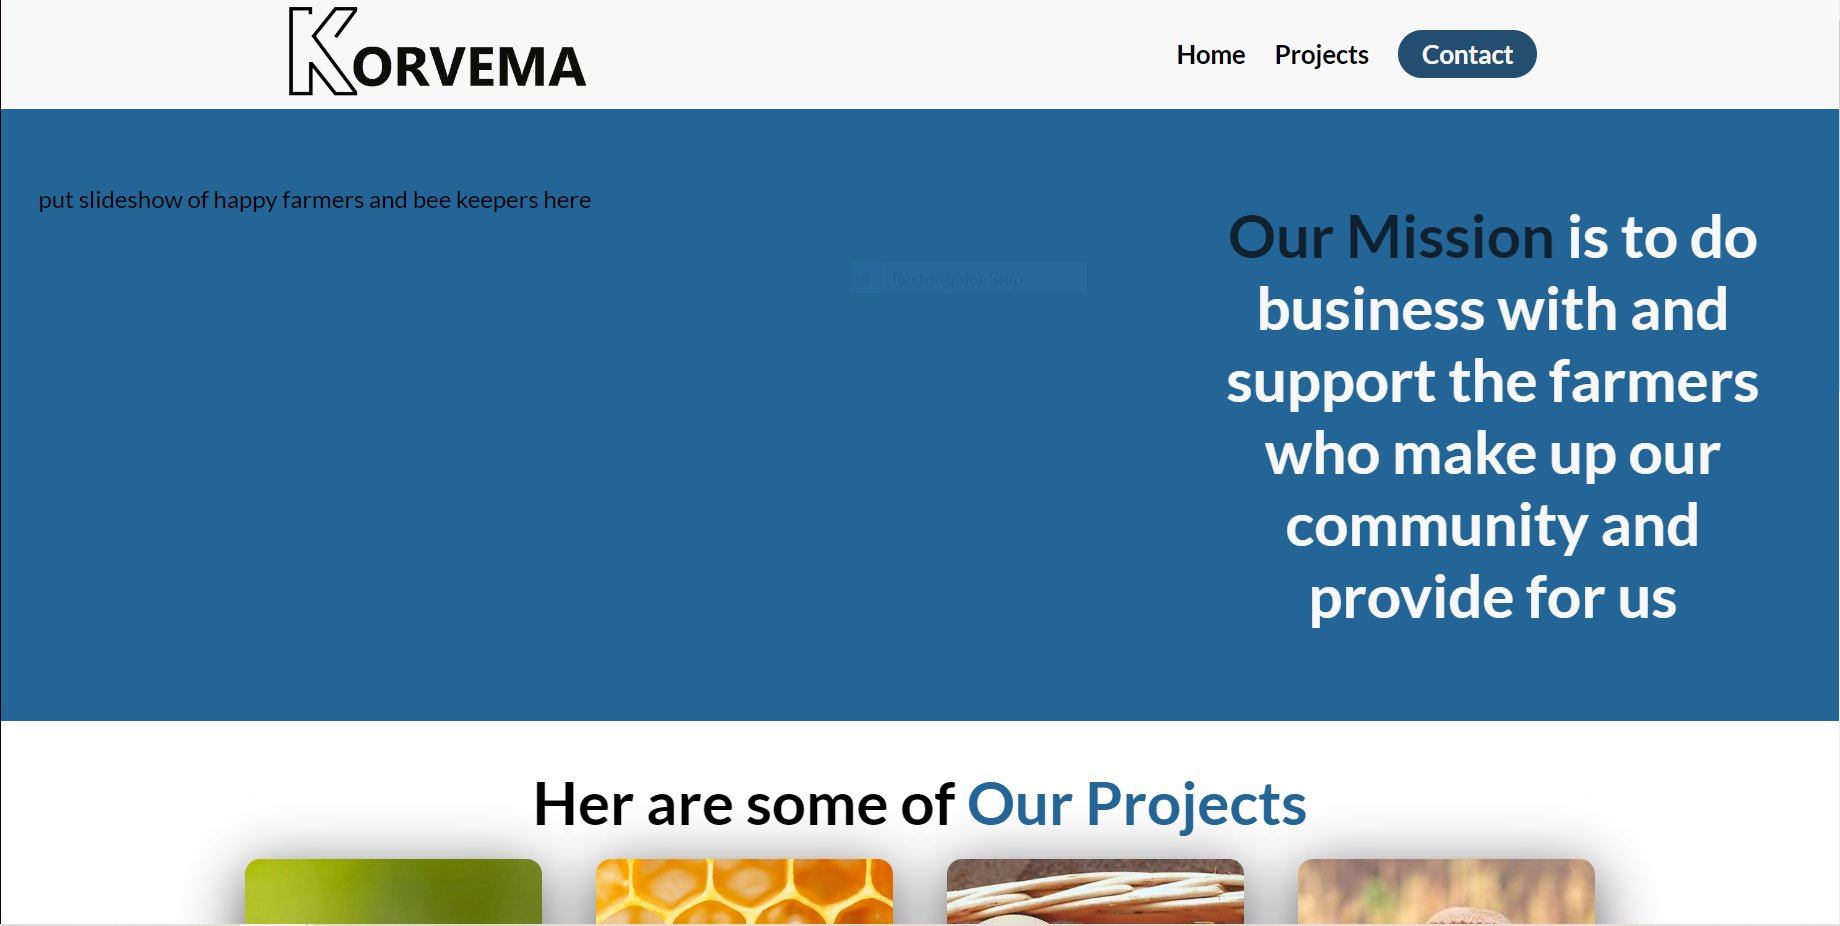 KORVEMA
Home Projects Contact
put slideshow of happy farmers and bee keepers here
Our Mission is to do
business with and
support the farmers
who make up our
community and
provide for us
Rectangular Snip
Her are some of Our Projects